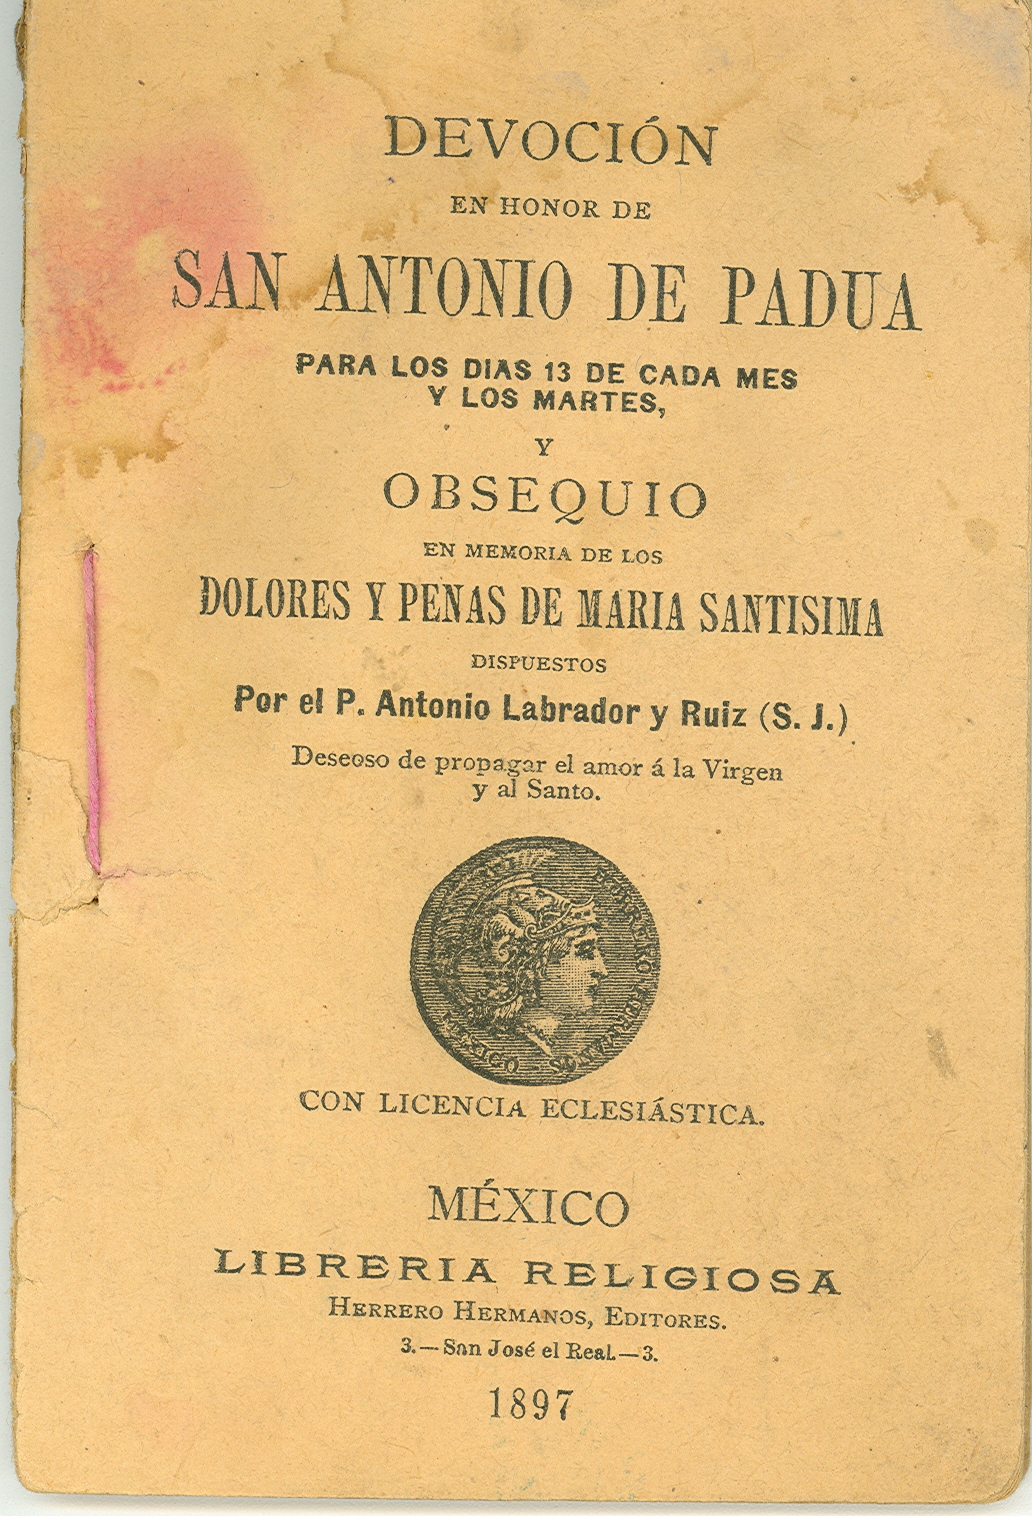 DEVOCIÓN
EN HONOR DE
SAN ANTONIO DE PADUA
PARA LOS DIAS 13 DE CADA MES
Y LOS MARTES,
Y
OBSEQUIO
EN MEMORIA DE LOS
DOLORES Y PENAS DE MARIA SANTISIMA
DISPUESTOS
Por el P. Antonio Labrador y Ruiz (S. J.)
Deseoso de propagar el amor á la Virgen
y al Santo.
HERRERO HERMANOS
MÉXICO
CON LICENCIA ECLESIÁSTICA.
MÉXICO
LIBRERIA RELIGIOSA
HERRERO HERMANOS, EDITORES.
3.—San José el Real.—3.
1897